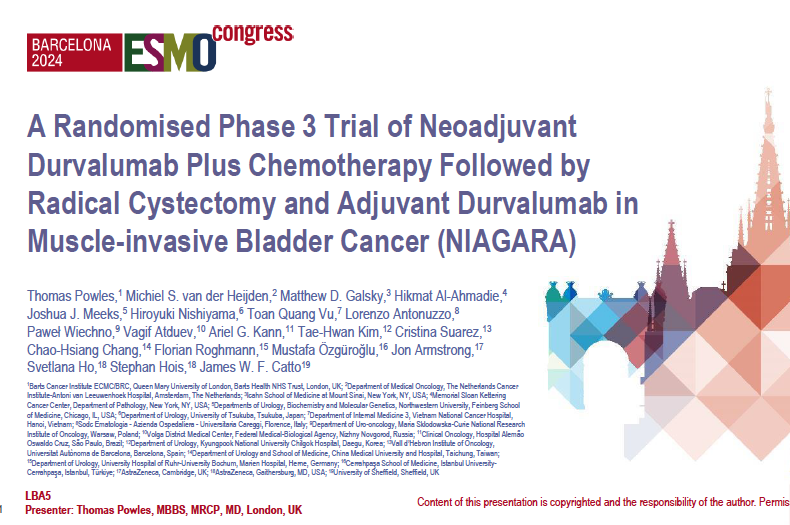 BARCELONA
2024
ESMO congress
A Randomised Phase 3 Trial of Neoadjuvant
Durvalumab Plus Chemotherapy Followed by
Radical Cystectomy and Adjuvant Durvalumab in
Muscle-invasive Bladder Cancer (NIAGARA)
Thomas Powles,¹ Michiel S. van der Heijden,² Matthew D. Galsky,³ Hikmat Al-Ahmadie,⁴
Joshua J. Meeks,⁵ Hiroyuki Nishiyama,⁶ Toan Quang Vu,⁷ Lorenzo Antonuzzo,⁸
Pawel Wiechno,⁹ Vagif Atduev,¹⁰ Ariel G. Kann,¹¹ Tae-Hwan Kim,¹² Cristina Suarez,¹³
Chao-Hsiang Chang,¹⁴ Florian Roghmann,¹⁵ Mustafa Özgüroğlu,¹⁶ Jon Armstrong,¹⁷
Svetlana Ho,¹⁸ Stephan Hois,¹⁸ James W. F. Catto¹⁹
¹Barts Cancer Institute ECMC/BRC, Queen Mary University of London, Barts Health NHS Trust, London, UK; ²Department of Medical Oncology, The Netherlands Cancer
Institute-Antoni van Leeuwenhoek Hospital, Amsterdam, The Netherlands; ³Icahn School of Medicine at Mount Sinai, New York, NY, USA; ⁴Memorial Sloan Kettering
Cancer Center, Department of Pathology, New York, NY, USA; ⁵Departments of Urology, Biochemistry and Molecular Genetics, Northwestern University, Feinberg School
of Medicine, Chicago, IL, USA; ⁶Department of Urology, University of Tsukuba, Tsukuba, Japan; ⁷Department of Internal Medicine 3, Vietnam National Cancer Hospital,
Hanoi, Vietnam; ⁸Sodc Ematologia - Azienda Ospedaliera - Universitaria Careggi, Florence, Italy; ⁹Department of Uro-oncology, Maria Sklodowska-Curie National Research
Institute of Oncology, Warsaw, Poland; ¹⁰Volga District Medical Center, Federal Medical-Biological Agency, Nizhny Novgorod, Russia; ¹¹Clinical Oncology, Hospital Alemão
Oswaldo Cruz, São Paulo, Brazil; ¹²Department of Urology, Kyungpook National University Chilgok Hospital, Daegu, Korea; ¹³Vall d'Hebron Institute of Oncology,
Universitat Autònoma de Barcelona, Barcelona, Spain; ¹⁴Department of Urology and School of Medicine, China Medical University and Hospital, Taichung, Taiwan;
¹⁵Department of Urology, University Hospital of Ruhr-University Bochum, Marien Hospital, Herne, Germany; ¹⁶Cerrahpaşa School of Medicine, Istanbul University-
Cerrahpaşa, Istanbul, Türkiye; ¹⁷AstraZeneca, Cambridge, UK; ¹⁸AstraZeneca, Gaithersburg, MD, USA; ¹⁹University of Sheffield, Sheffield, UK
LBA5
Presenter: Thomas Powles, MBBS, MRCP, MD, London, UK
Content of this presentation is copyrighted and the responsibility of the author. Permis